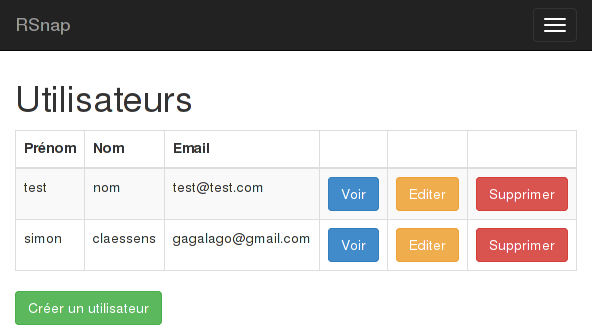 RSnap
Utilisateurs
Prénom Nom Email
test nom test@test.com Voir Editer Supprimer
simon claessens gagalago@gmail.com Voir Editer Supprimer
Créer un utilisateur